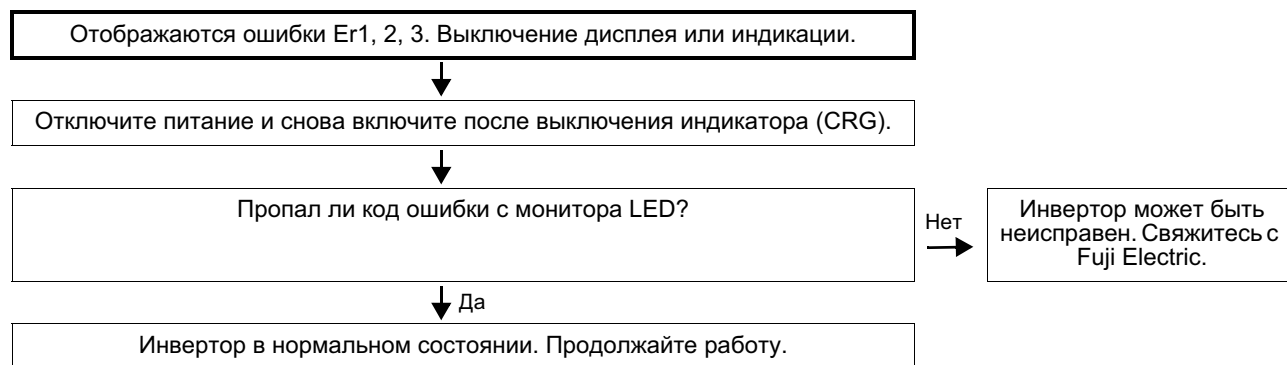 Отображаются ошибки Er1, 2, 3. Выключение дисплея или индикации.
Отключите питание и снова включите после выключения индикатора (CRG).
Пропал ли код ошибки с монитора LED?
Нет
Инвертор может быть
неисправен. Свяжитесь с
Fuji Electric.
Да
Инвертор в нормальном состоянии. Продолжайте работу.